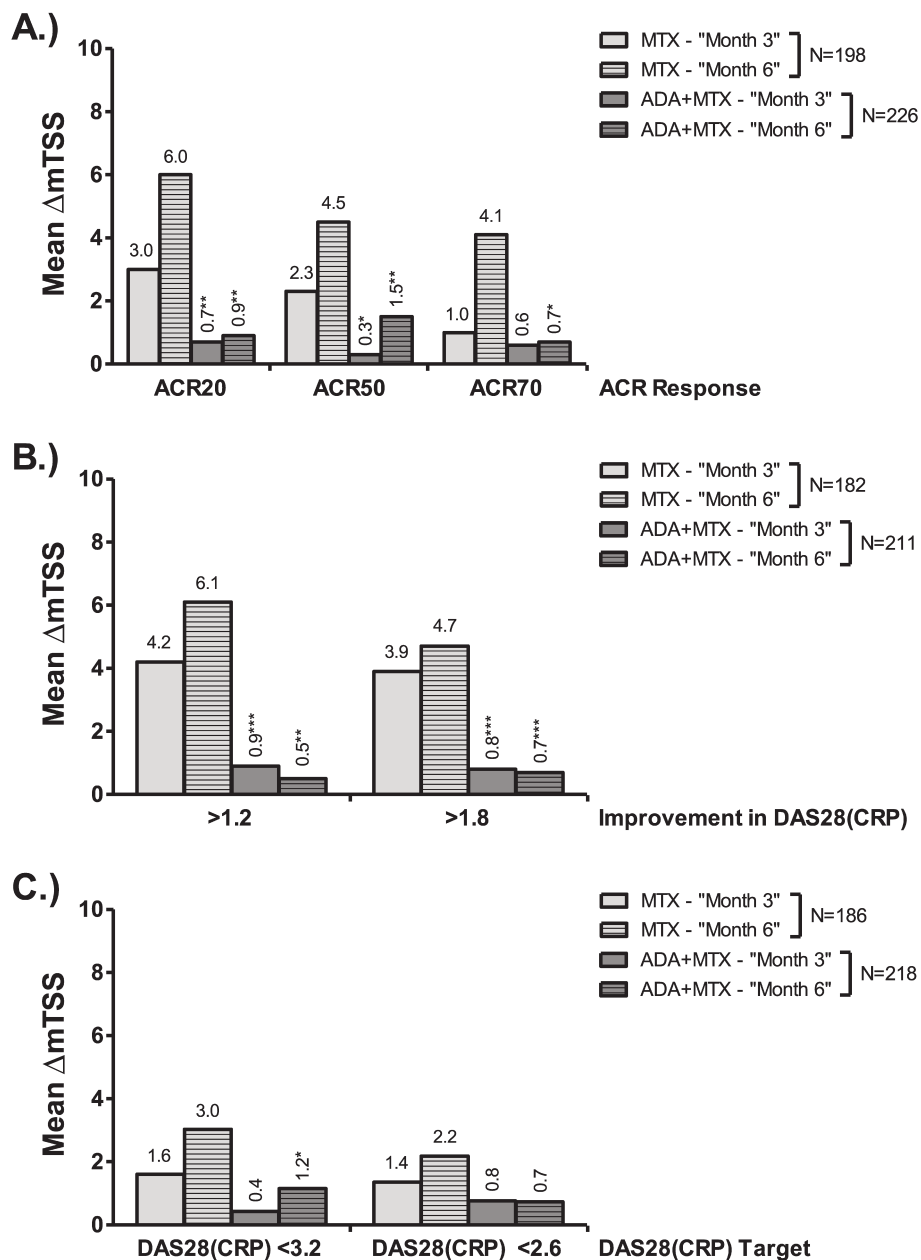 A.)
MTX - "Month 3"
MTX - "Month 6"
N=198
ADA+MTX - "Month 3"
ADA+MTX - "Month 6"
N=226
Mean ΔmTSS
10
8
6
4
2
0
3.0
6.0
0.7**
0.9**
2.3
4.5
0.3*
1.5**
1.0
4.1
0.6
0.7*
ACR20 ACR50 ACR70 ACR Response
B.)
MTX - "Month 3"
MTX - "Month 6"
N=182
ADA+MTX - "Month 3"
ADA+MTX - "Month 6"
N=211
Mean ΔmTSS
10
8
6
4
2
0
4.2
6.1
0.9***
0.5**
3.9
4.7
0.8***
0.7***
>1.2 >1.8 Improvement in DAS28(CRP)
C.)
MTX - "Month 3"
MTX - "Month 6"
N=186
ADA+MTX - "Month 3"
ADA+MTX - "Month 6"
N=218
Mean ΔmTSS
10
8
6
4
2
0
1.6
3.0
0.4
1.2*
1.4
2.2
0.8
0.7
DAS28(CRP) <3.2 DAS28(CRP) <2.6 DAS28(CRP) Target